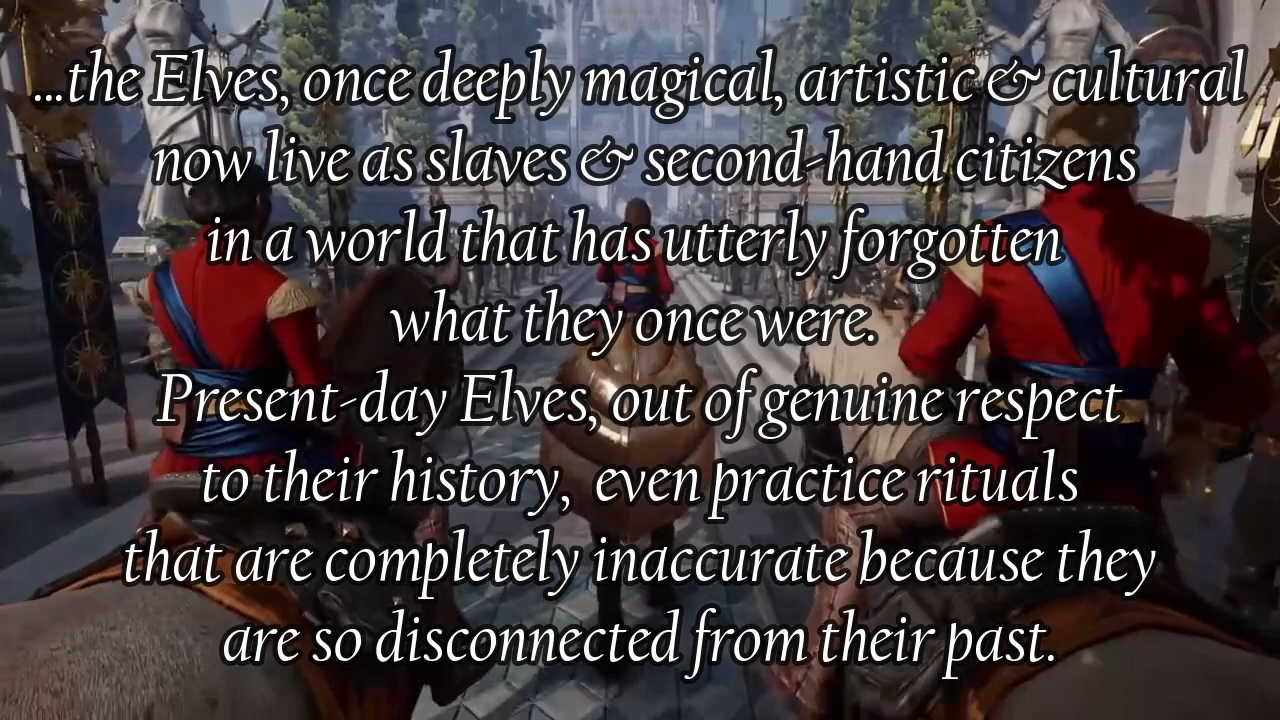 ...the Elves, once deeply magical, artistic & cultural
now live as slaves & second-hand citizens
in a world that has utterly forgotten
what they once were.
Present-day Elves, out of genuine respect
to their history, even practice rituals
that are completely inaccurate because they
are so disconnected from their past.